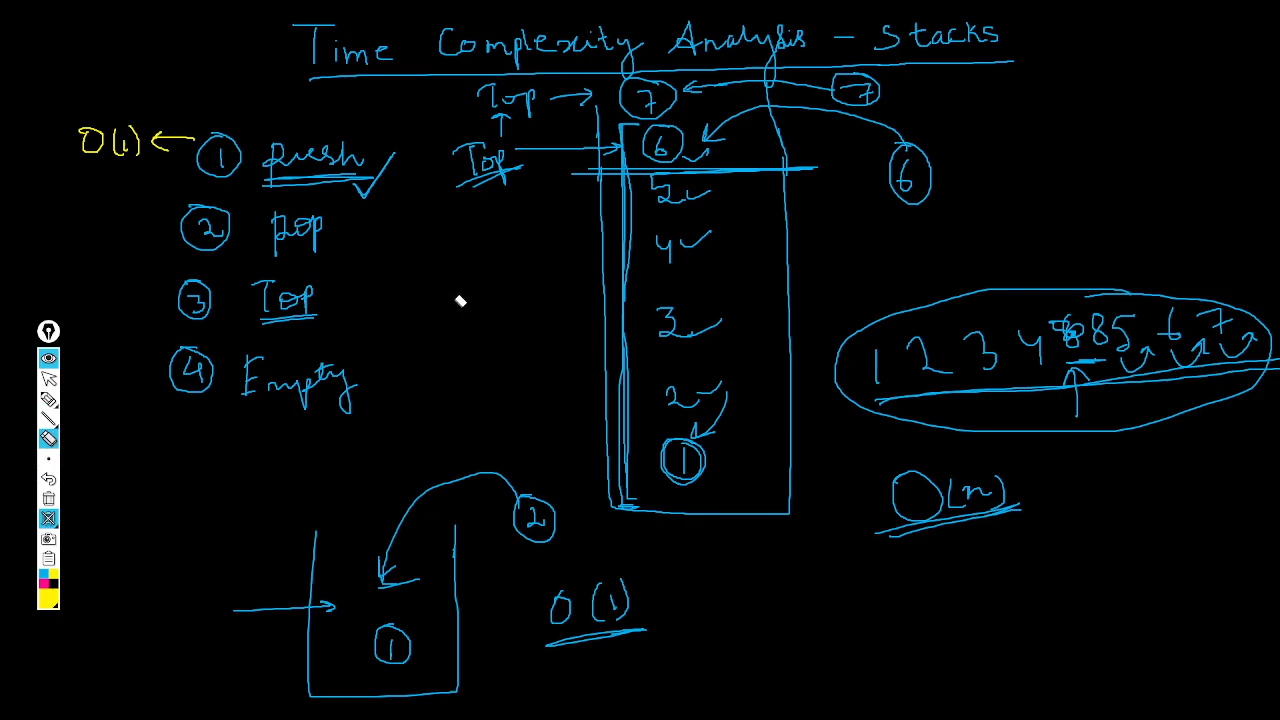 Time Complexity Analysis - Stacks
Top → 7 ← 7
O(1) ← 1 push
Top → 6
6
2 pop
5
4
3 Top
3
4 Empty
2
1
1 2 3 4 8 5 6 7
O(n)
2
1
O(1)